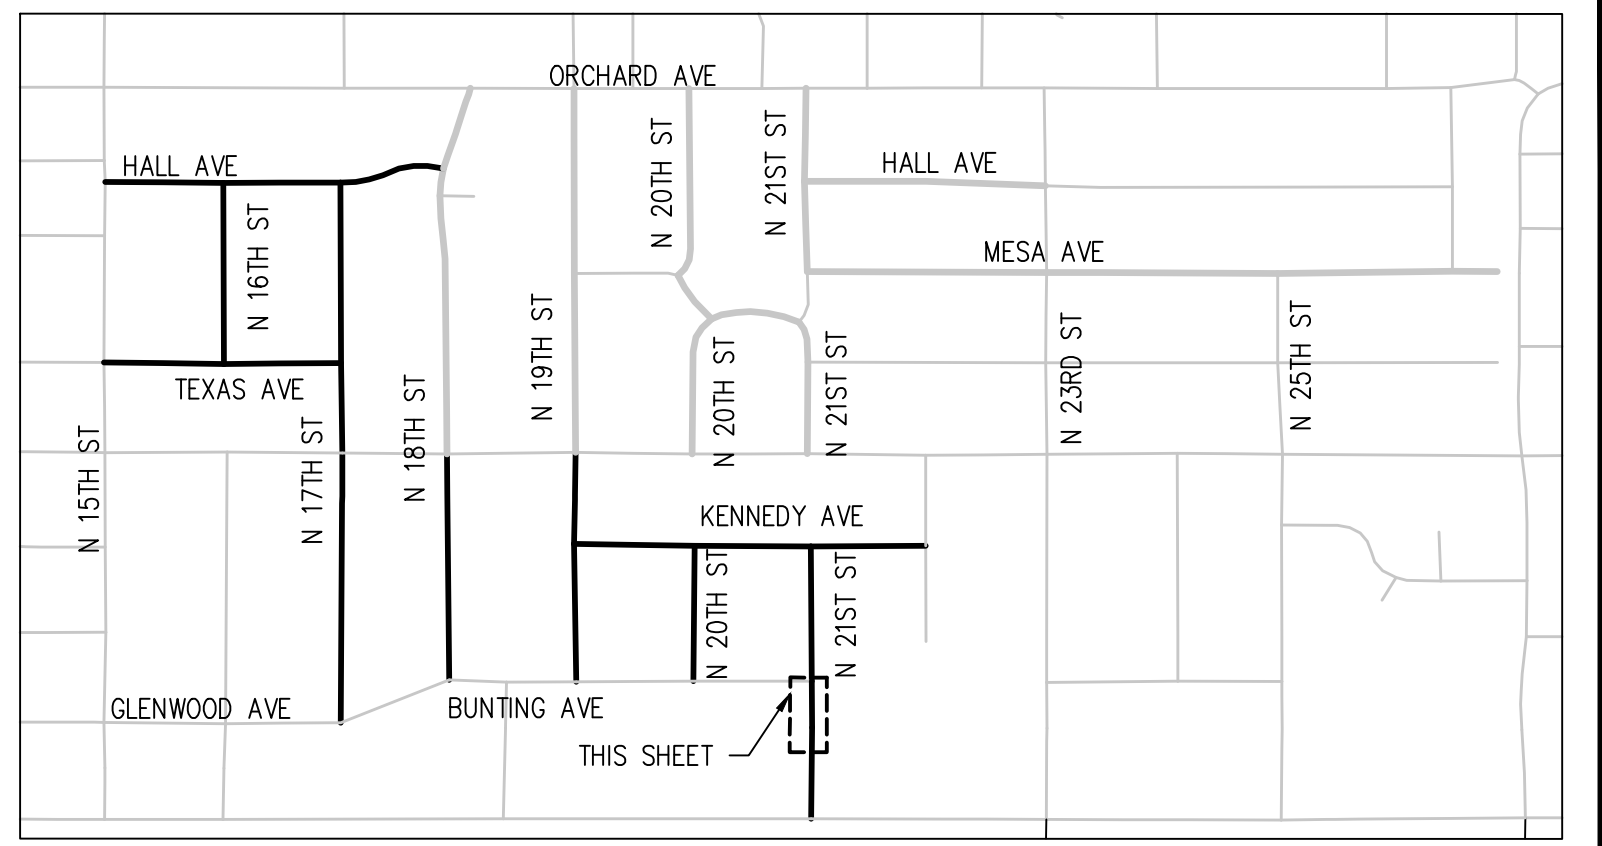 ORCHARD AVE
HALL AVE
N 20TH ST
N 21ST ST
HALL AVE
N 16TH ST
MESA AVE
N 19TH ST
N 20TH ST
N 21ST ST
N 23RD ST
N 25TH ST
TEXAS AVE
N 15TH ST
N 17TH ST
N 18TH ST
KENNEDY AVE
N 20TH ST
N 21ST ST
GLENWOOD AVE
BUNTING AVE
THIS SHEET